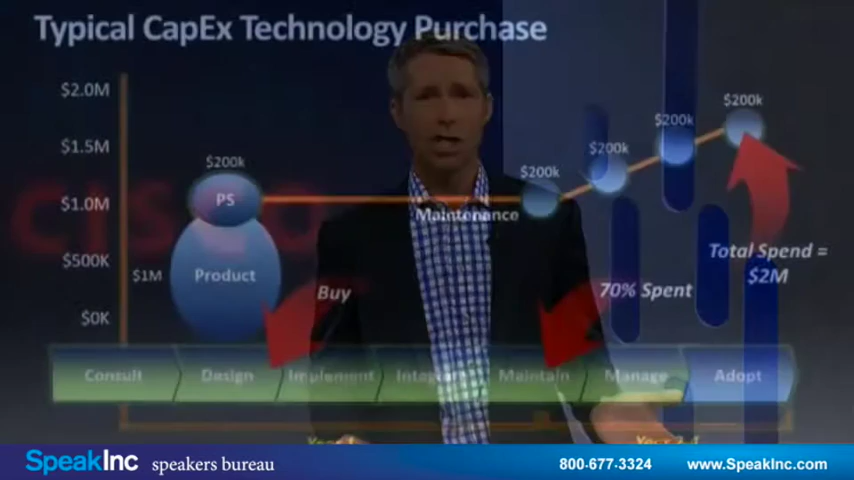 Typical CapEx Technology Purchase
$2.0M
$200k
$200k
$1.5M
$200k
$200k
$200k
PS
$1.0M
Maintenance
CISCO
$500K
$1M
Product
Total Spend =
$2M
Buy
70% Spent
$0K
Consult
Design
Implement
Integrate
Maintain
Manage
Adopt
SpeakInc speakers bureau
800-677-3324
www.SpeakInc.com